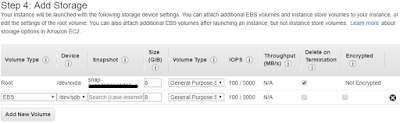 Step 4: Add Storage
Your instance will be launched with the following storage device settings. You can attach additional EBS volumes and instance store volumes to your instance, or
edit the settings of the root volume. You can also attach additional EBS volumes after launching an instance, but not instance store volumes. Learn more about
storage options in Amazon EC2.
Volume Type Device Snapshot Size (GiB) Volume Type IOPS Throughput (MB/s) Delete on Termination Encrypted
Root /dev/xvda snap- 8 General Purpose S 100 / 3000 N/A Not Encrypted
EBS /dev/sdb Search (case-insensit 8 General Purpose S 100 / 3000 N/A
Add New Volume